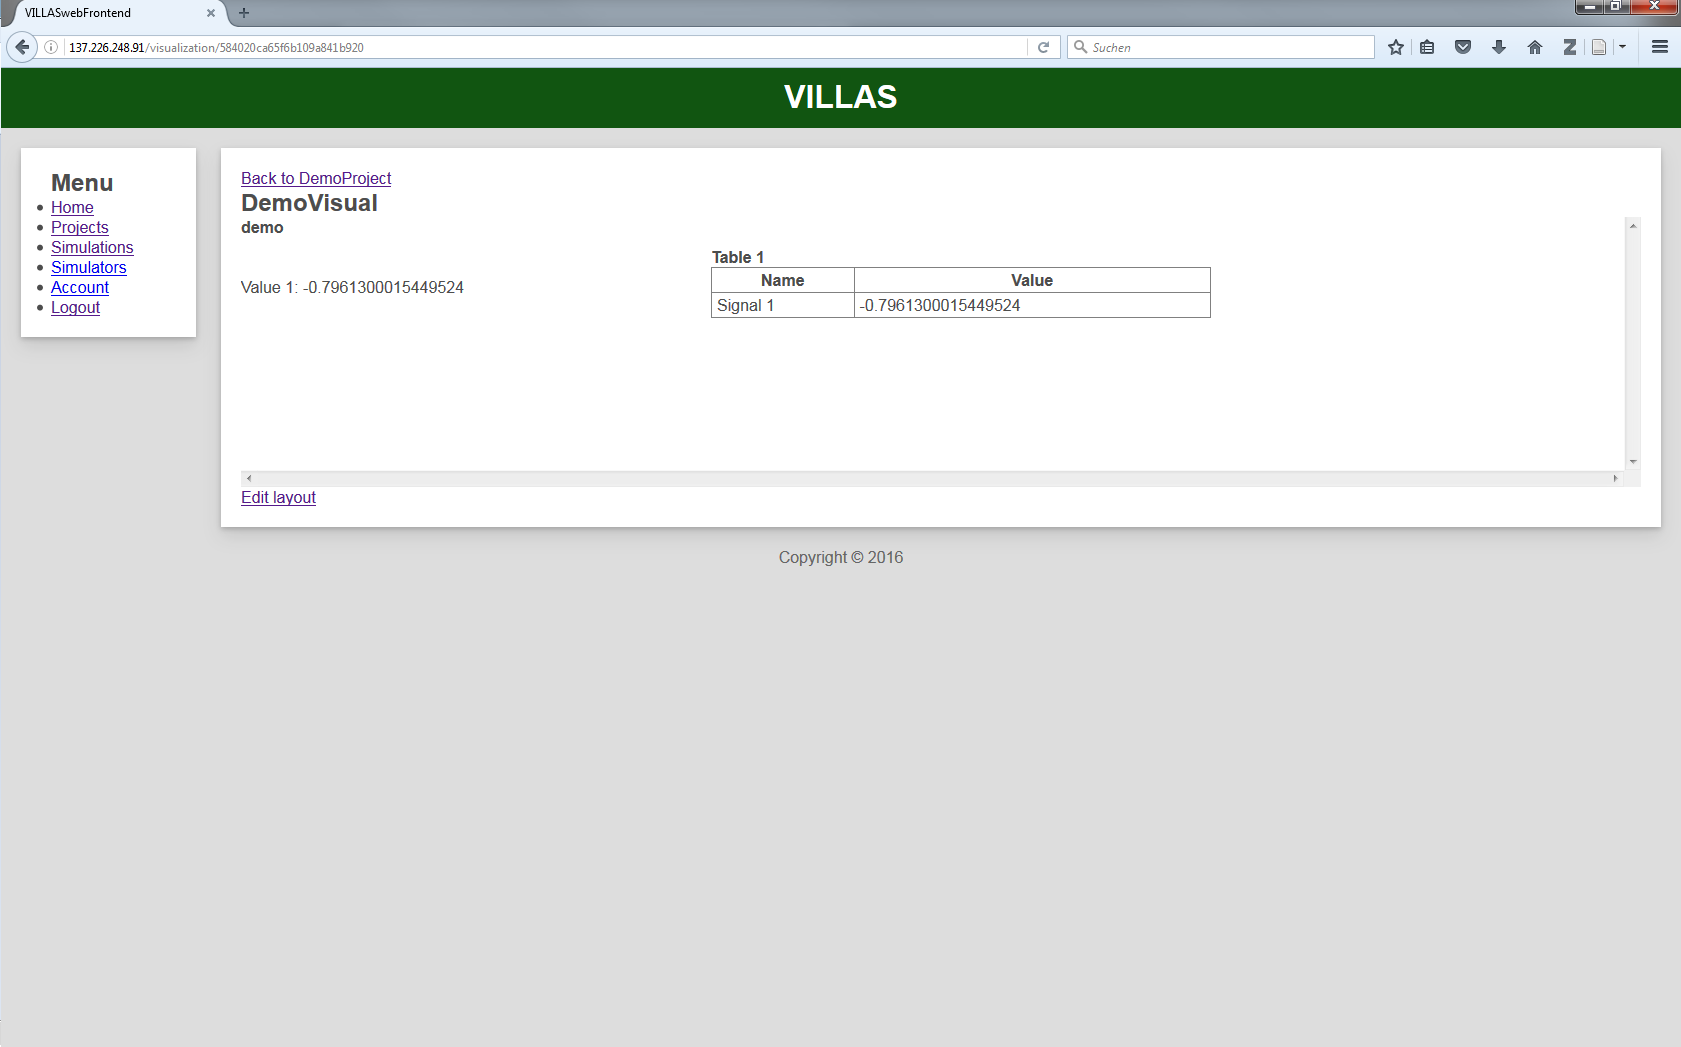 VILLASwebFrontend
137.226.248.91/visualization/584020ca65f6b109a841b920
Suchen
VILLAS
Menu
Home
Projects
Simulations
Simulators
Account
Logout
Back to DemoProject
DemoVisual
demo
Value 1: -0.7961300015449524
Table 1
Name Value
Signal 1 -0.7961300015449524
Edit layout
Copyright © 2016